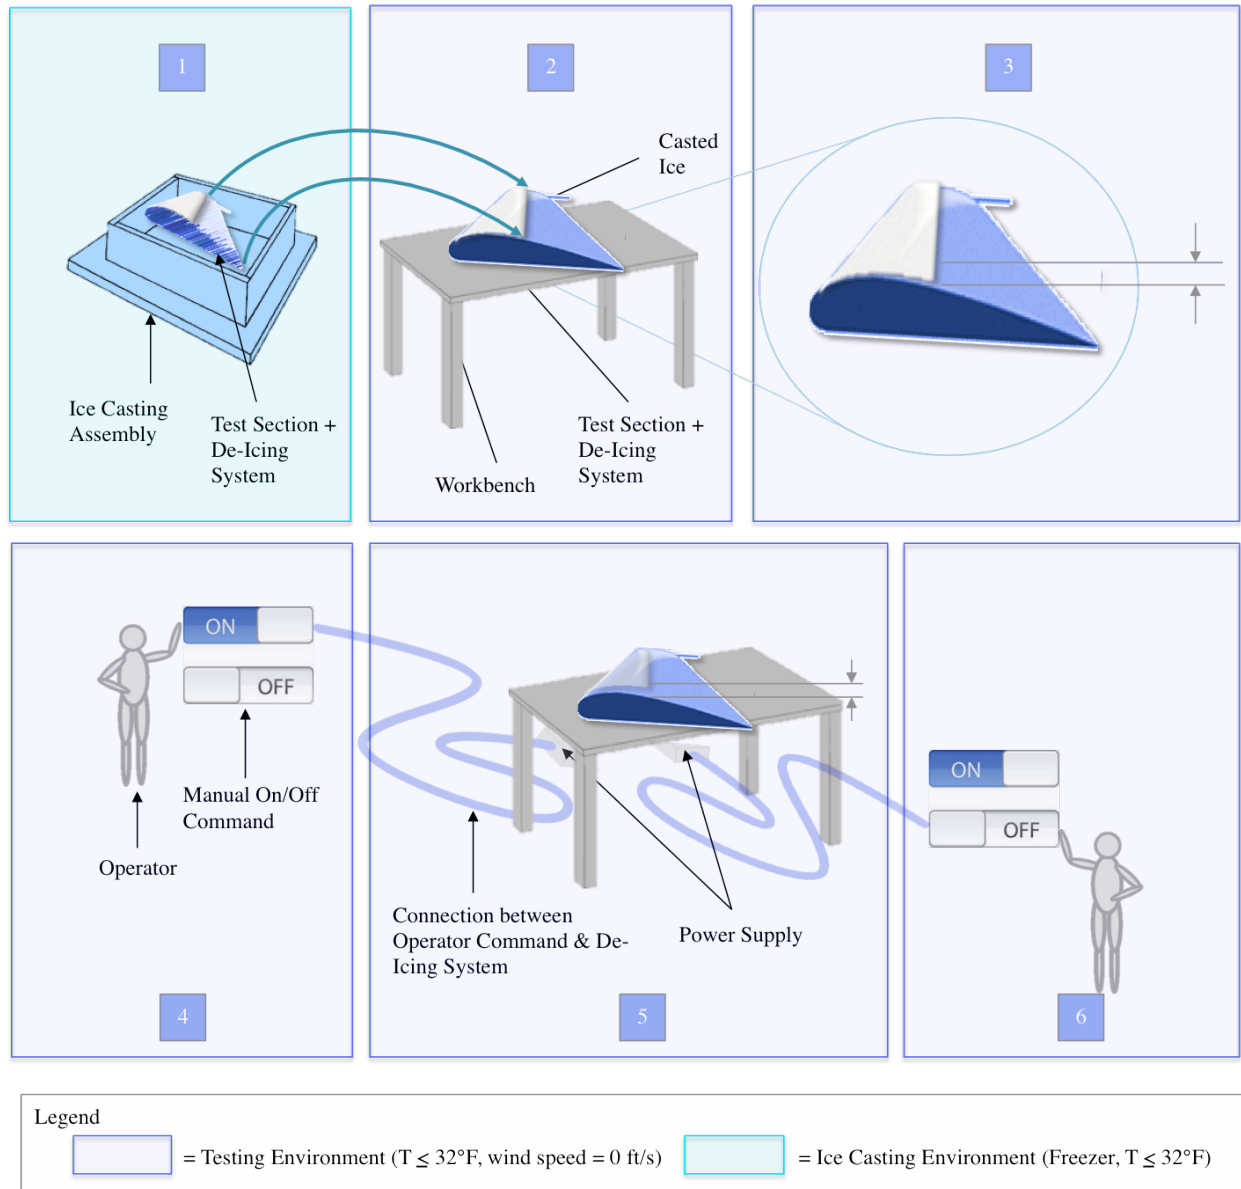 1
2
3
Casted
Ice
Ice Casting
Assembly
Test Section +
De-Icing
System
Workbench
Test Section +
De-Icing
System
ON
OFF
Manual On/Off
Command
Operator
4
Connection between
Operator Command & De-
Icing System
Power Supply
5
ON
OFF
6
Legend
= Testing Environment (T ≤ 32°F, wind speed = 0 ft/s)
= Ice Casting Environment (Freezer, T ≤ 32°F)